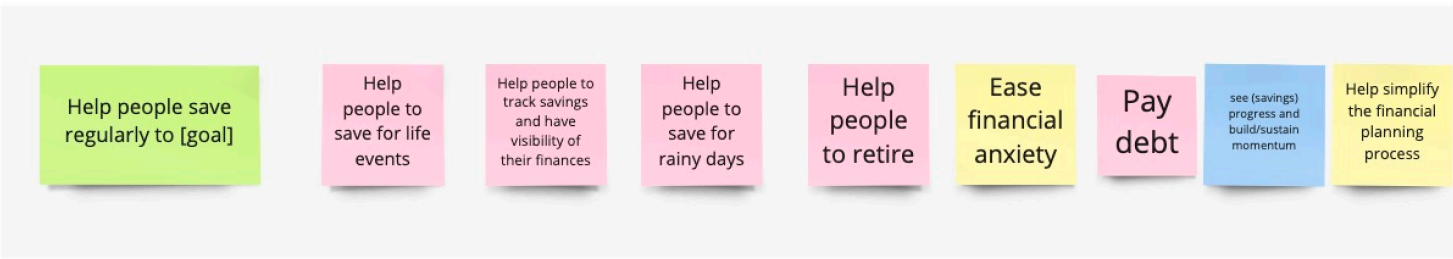 Help people save
regularly to [goal]
Help
people to
save for life
events
Help people to
track savings
and have
visibility of
their finances
Help
people to
save for
rainy days
Help
people
to retire
Ease
financial
anxiety
Pay
debt
see (savings)
progress and
build/sustain
momentum
Help simplify
the financial
planning
process